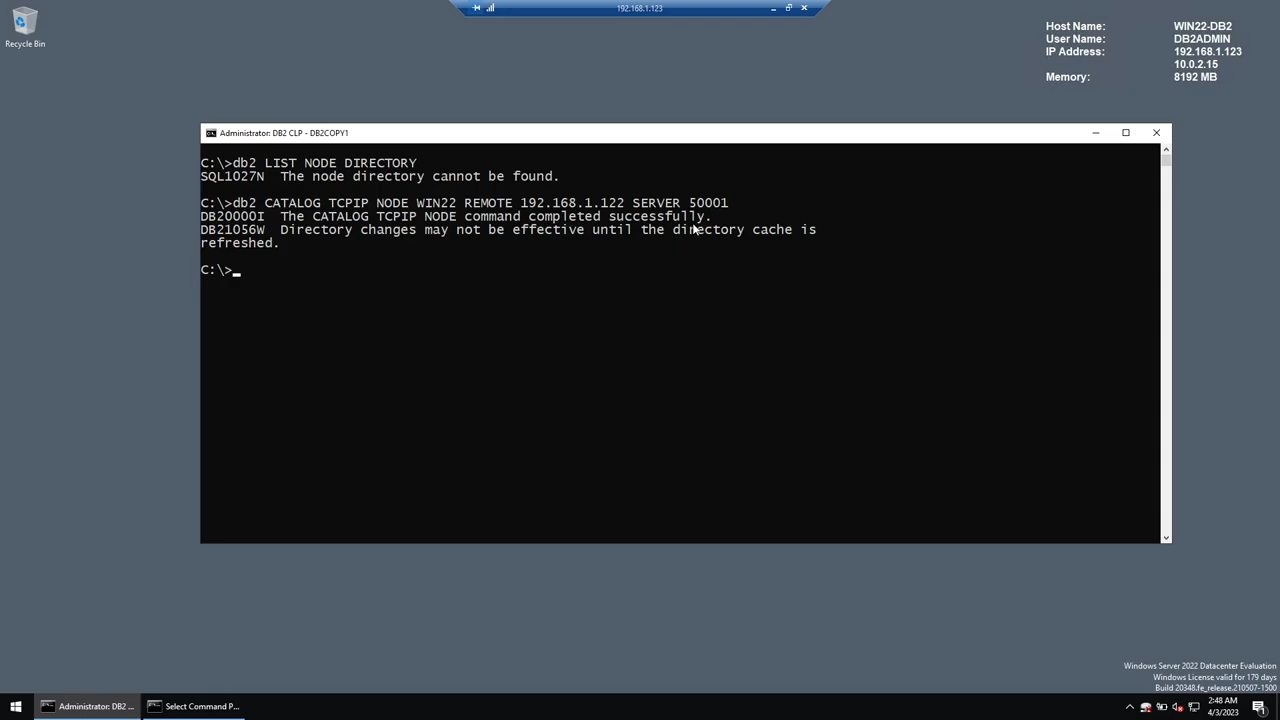 192.168.1.123
Recycle Bin
Host Name: WIN22-DB2
User Name: DB2ADMIN
IP Address: 192.168.1.123
10.0.2.15
Memory: 8192 MB
Administrator: DB2 CLP - DB2COPY1
C:\>db2 LIST NODE DIRECTORY
SQL1027N  The node directory cannot be found.
C:\>db2 CATALOG TCPIP NODE WIN22 REMOTE 192.168.1.122 SERVER 50001
DB20000I  The CATALOG TCPIP NODE command completed successfully.
DB21056W  Directory changes may not be effective until the directory cache is
refreshed.
C:\>_
Windows Server 2022 Datacenter Evaluation
Windows License valid for 179 days
Build 20348.fe_release.210507-1500
Administrator: DB2 ...
Select Command P...
2:48 AM
4/3/2023
1